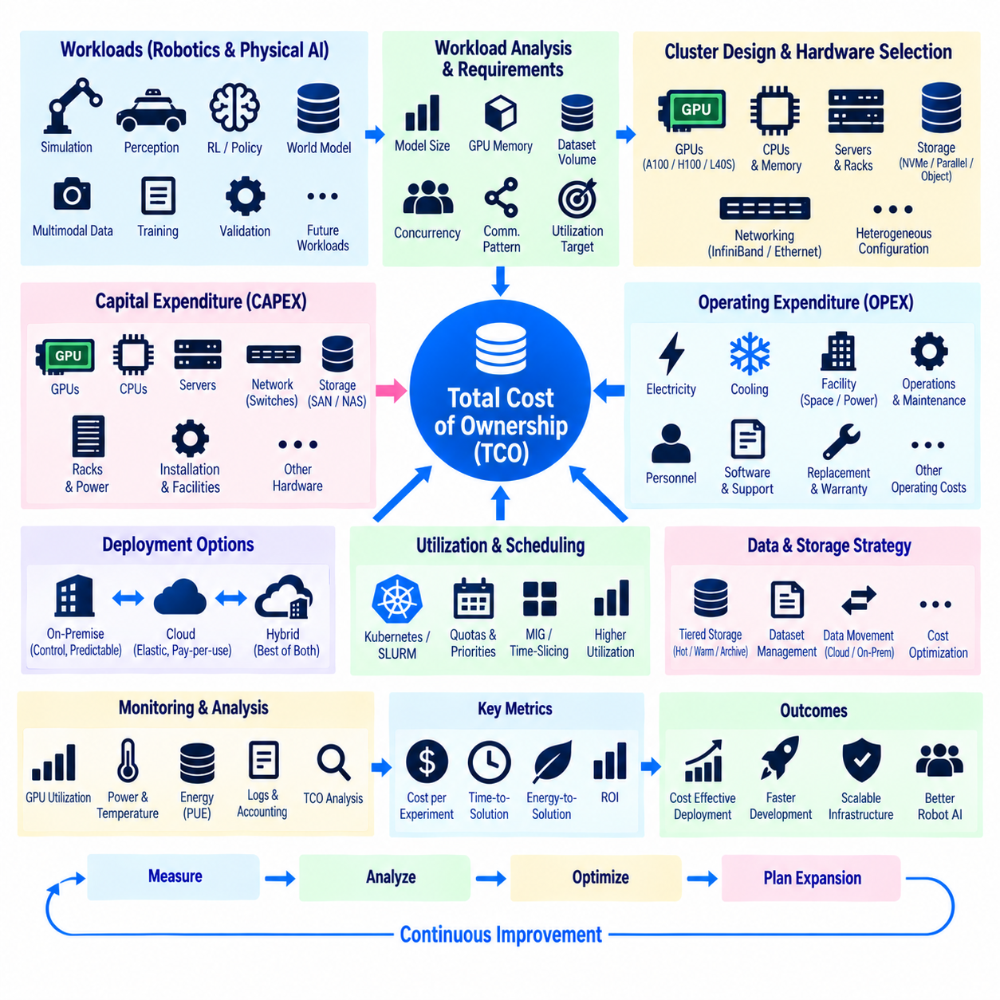 Workloads (Robotics & Physical AI)
Simulation
Perception
RL / Policy
World Model
Multimodal Data
Training
Validation
Future
Workloads
Workload Analysis
& Requirements
Model Size
GPU Memory
Dataset
Volume
Concurrency
Comm.
Pattern
Utilization
Target
Cluster Design & Hardware Selection
GPU
GPUs
(A100 / H100 / L40S)
CPUs
& Memory
Servers
& Racks
Storage
(NVMe / Parallel /
Object)
Networking
(InfiniBand / Ethernet)
Heterogeneous
Configuration
Capital Expenditure (CAPEX)
GPU
GPUs
CPUs
Servers
Network
(Switches)
Storage
(SAN / NAS)
Racks
& Power
Installation
& Facilities
Other
Hardware
Total Cost
of Ownership
(TCO)
Operating Expenditure (OPEX)
Electricity
Cooling
Facility
(Space / Power)
Operations
& Maintenance
Personnel
Software
& Support
Replacement
& Warranty
Other
Operating Costs
Deployment Options
On-Premise
(Control, Predictable)
Cloud
(Elastic, Pay-per-use)
Hybrid
(Best of Both)
Utilization & Scheduling
Kubernetes /
SLURM
Quotas &
Priorities
MIG /
Time-Slicing
Higher
Utilization
Data & Storage Strategy
Tiered Storage
(Hot / Warm / Archive)
Dataset
Management
Data Movement
(Cloud / On-Prem)
Cost
Optimization
Monitoring & Analysis
GPU Utilization
Power &
Temperature
Energy
(PUE)
Logs &
Accounting
TCO Analysis
Key Metrics
$
Cost per
Experiment
Time-to-
Solution
Energy-to-
Solution
ROI
Outcomes
Cost Effective
Deployment
Faster
Development
Scalable
Infrastructure
Better
Robot AI
Measure
Analyze
Optimize
Plan Expansion
Continuous Improvement